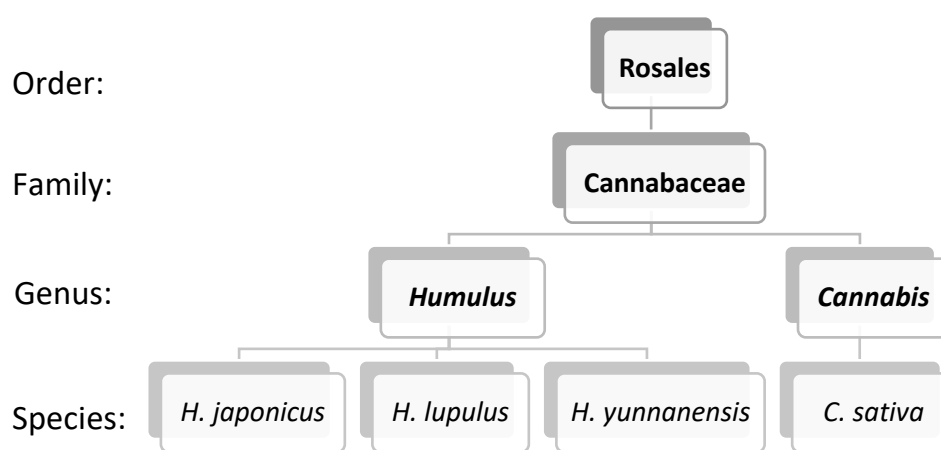 Order: Rosales
Family: Cannabaceae
Genus: Humulus Cannabis
Species: H. japonicus H. lupulus H. yunnanensis C. sativa